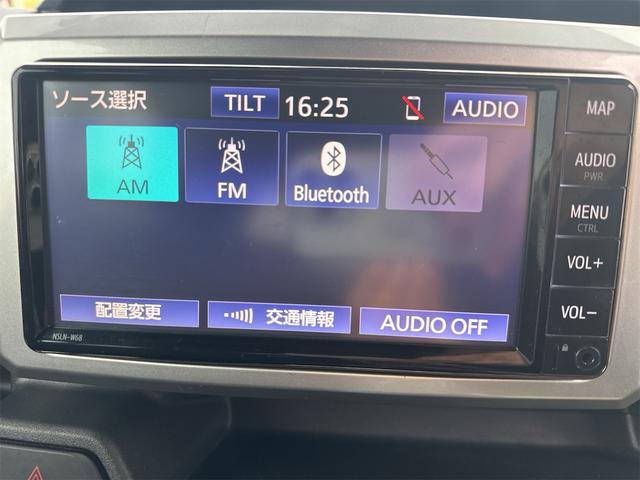 ソース選択
TILT
16:25
AUDIO
AM
FM
Bluetooth
AUX
配置変更
交通情報
AUDIO OFF
NSLN-W68
MAP
AUDIO
PWR
MENU
CTRL
VOL+
VOL-